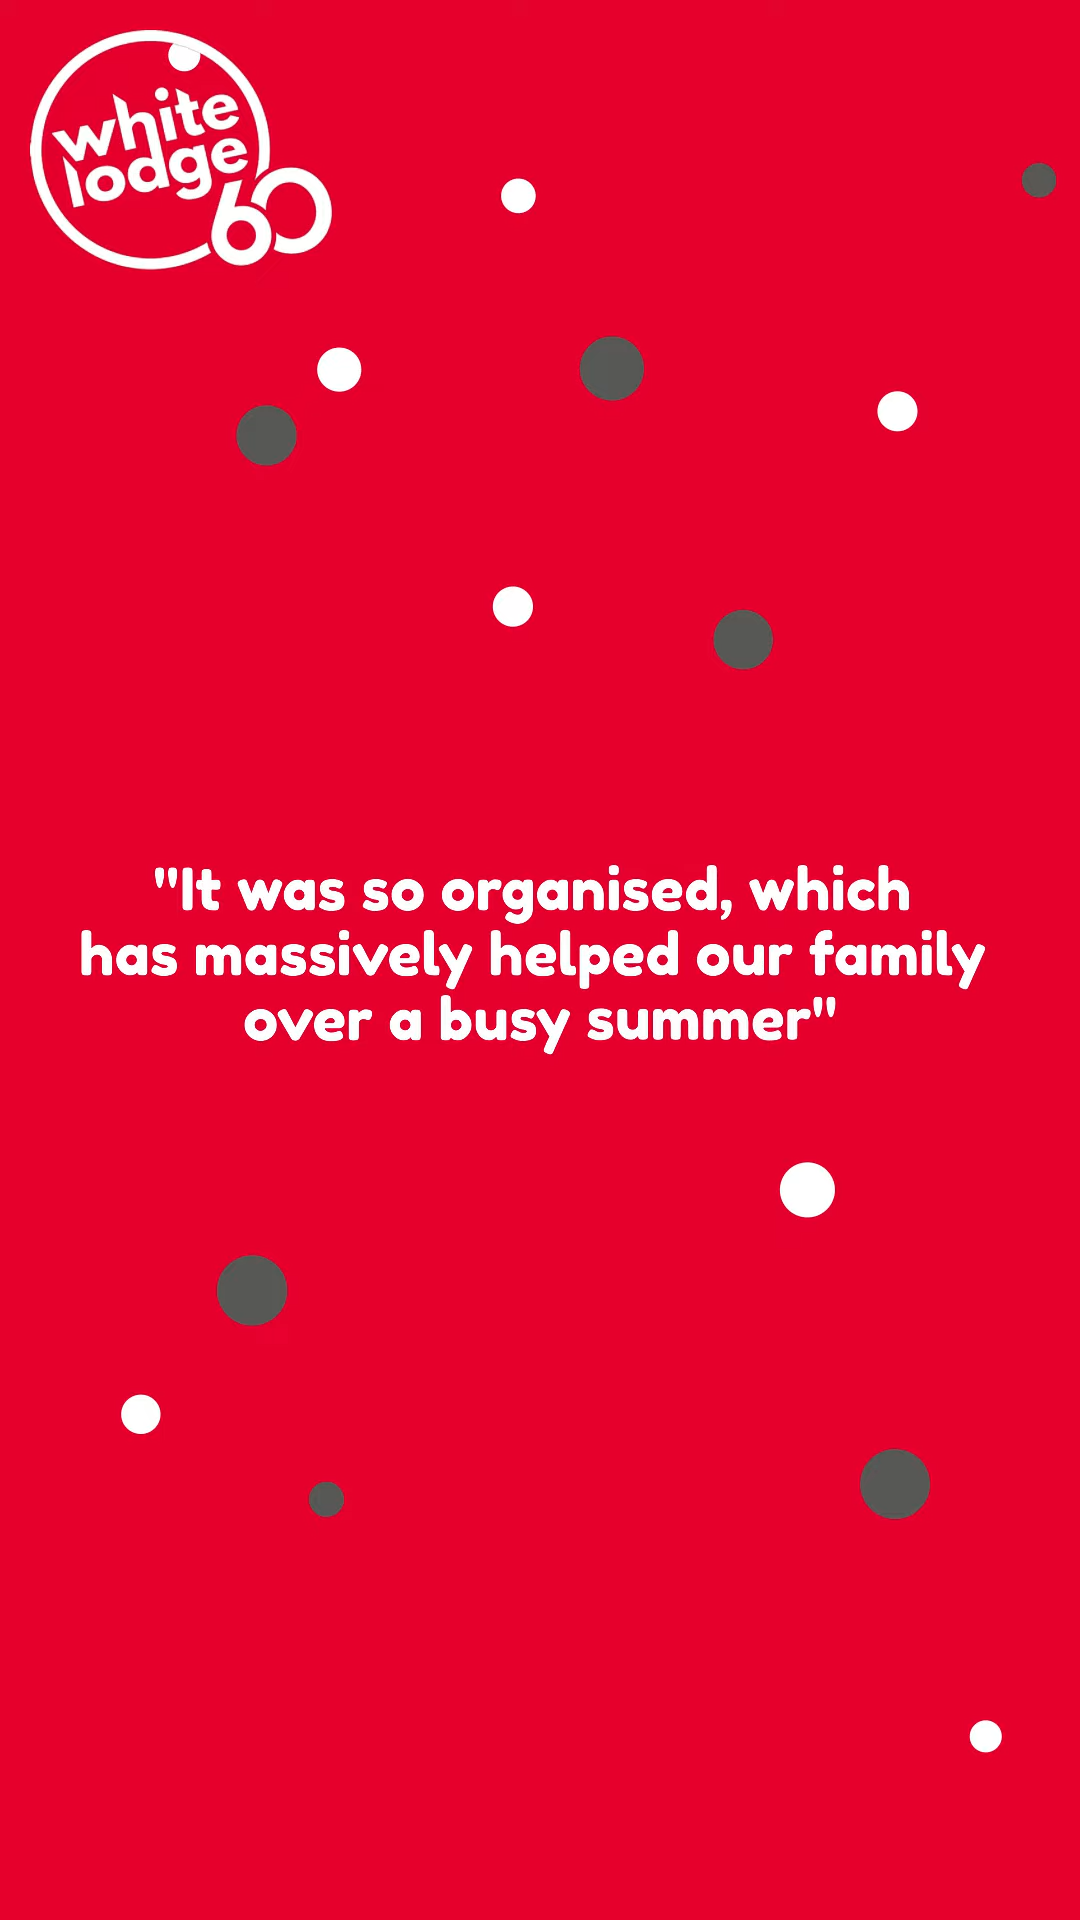 white
lodge
60
"It was so organised, which
has massively helped our family
over a busy summer"